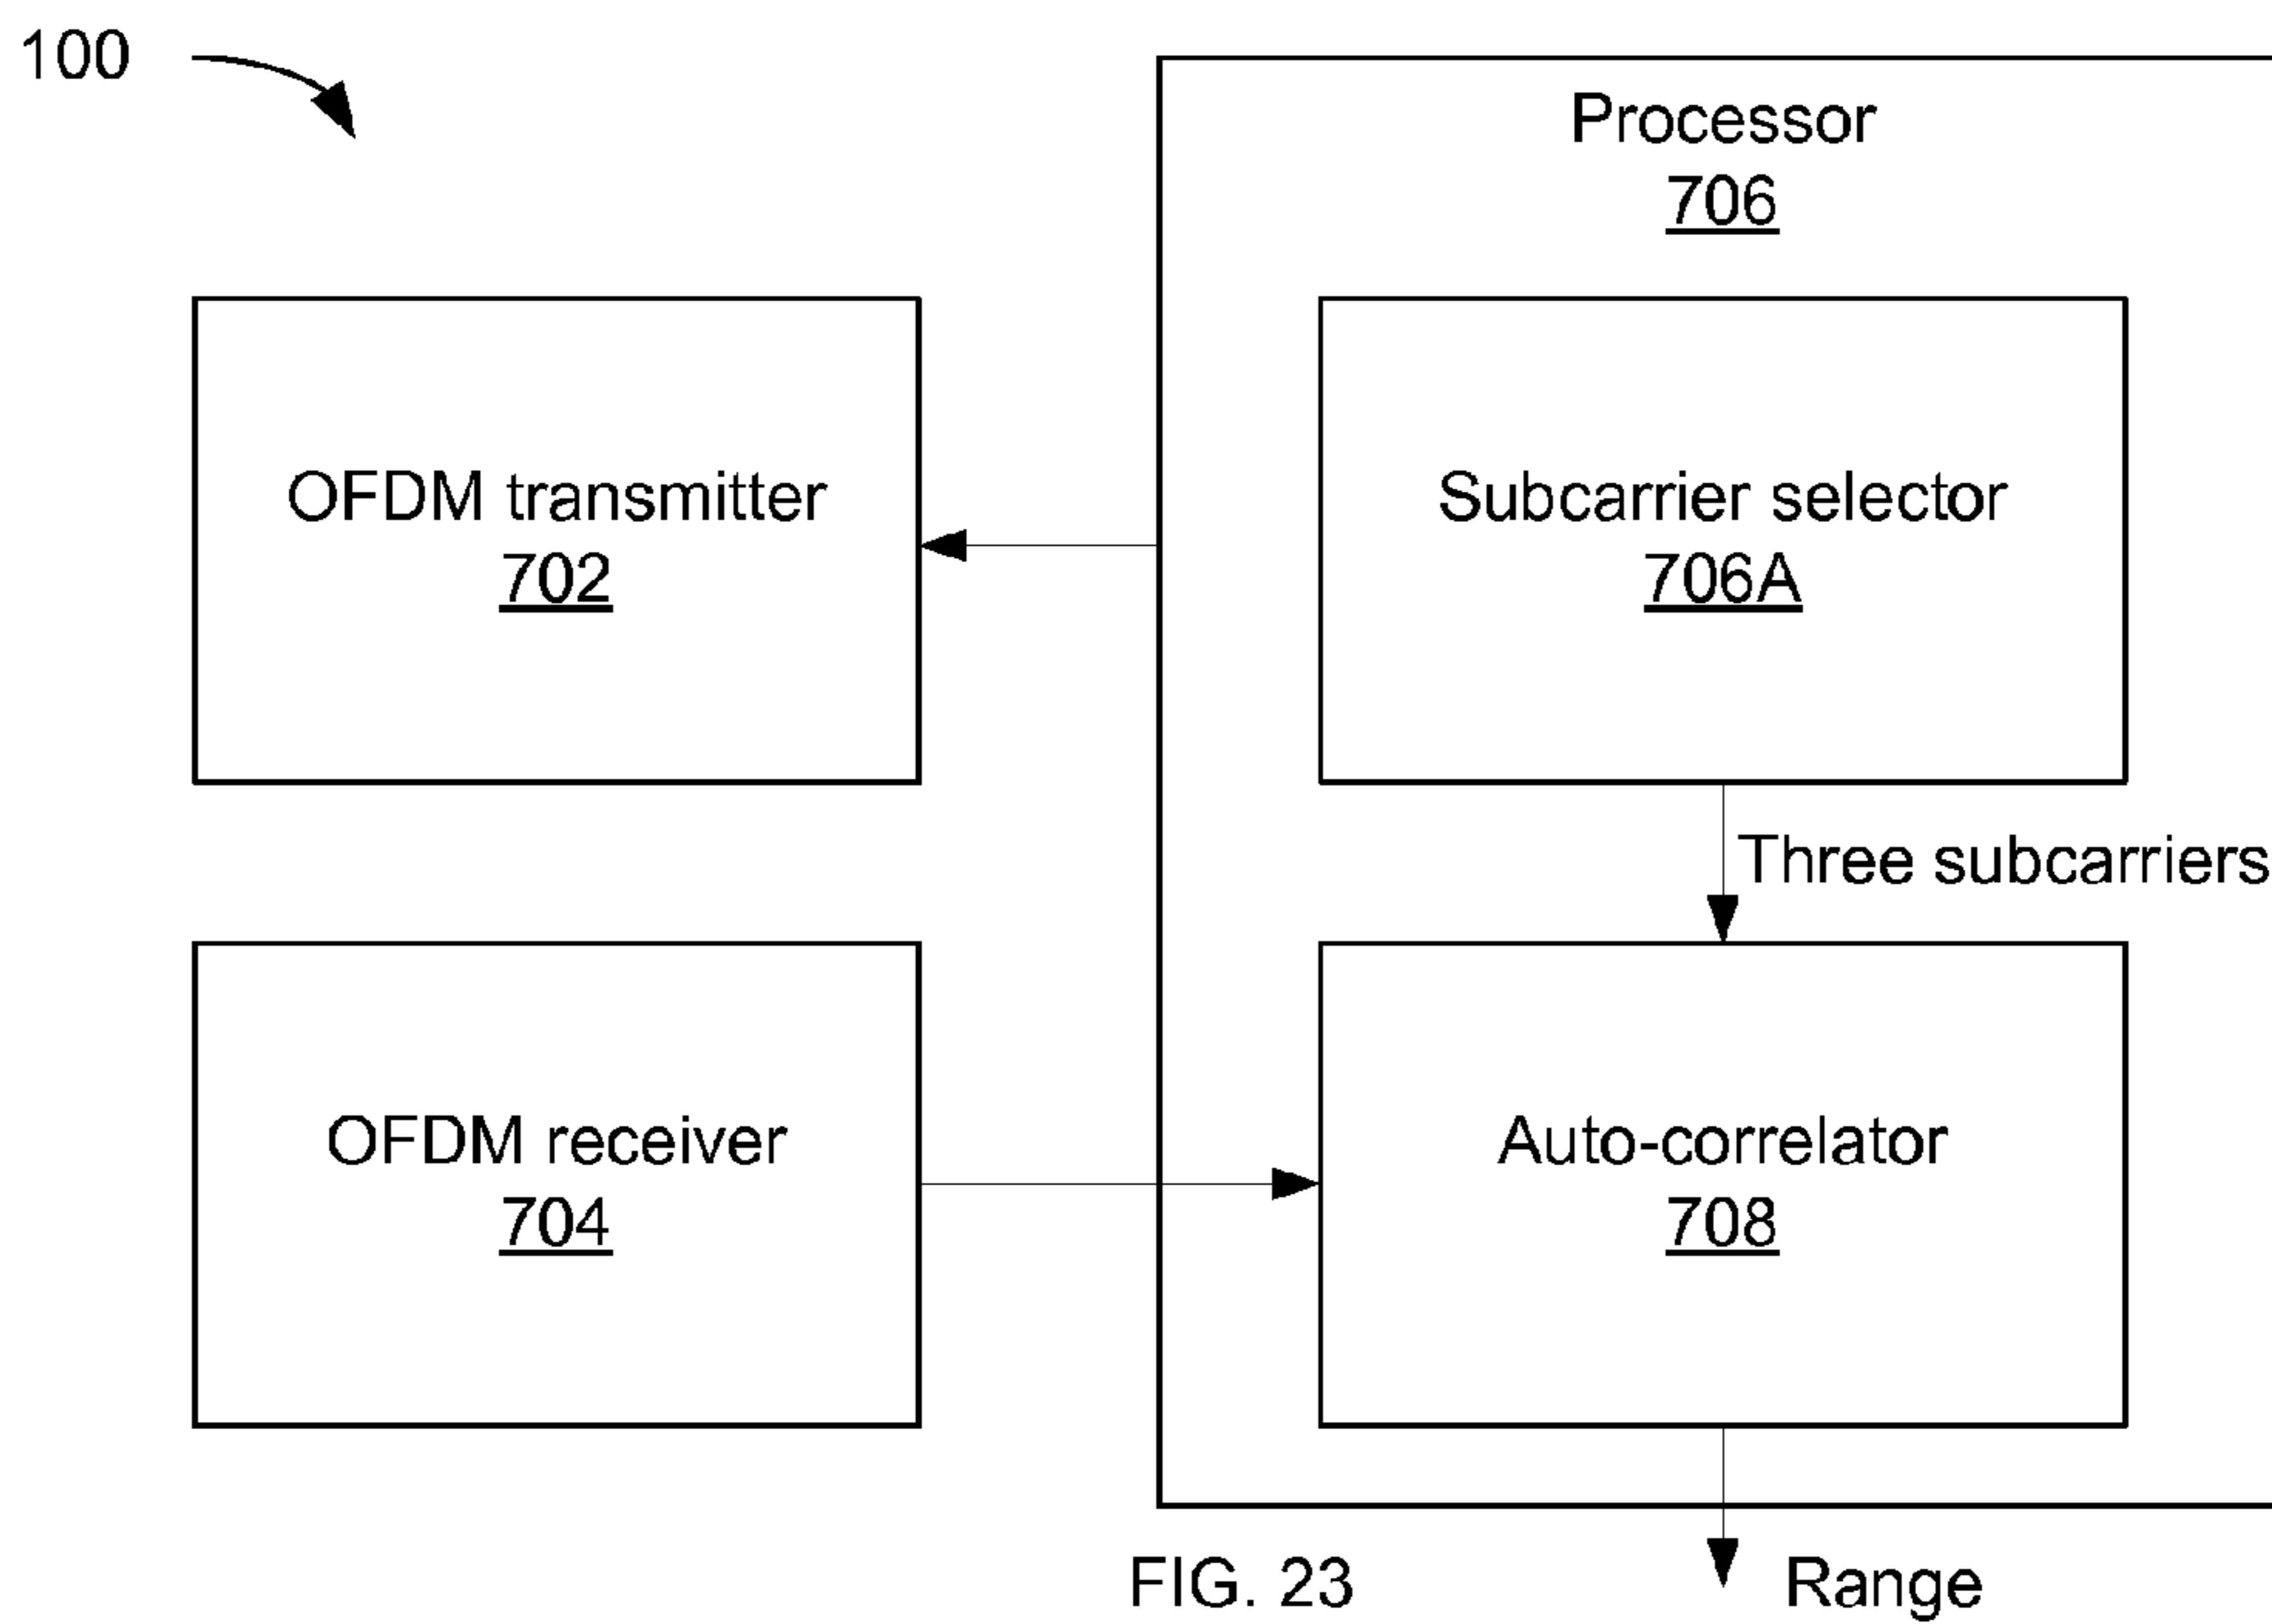 100
Processor
706
OFDM transmitter
702
Subcarrier selector
706A
Three subcarriers
OFDM receiver
704
Auto-correlator
708
FIG. 23
Range